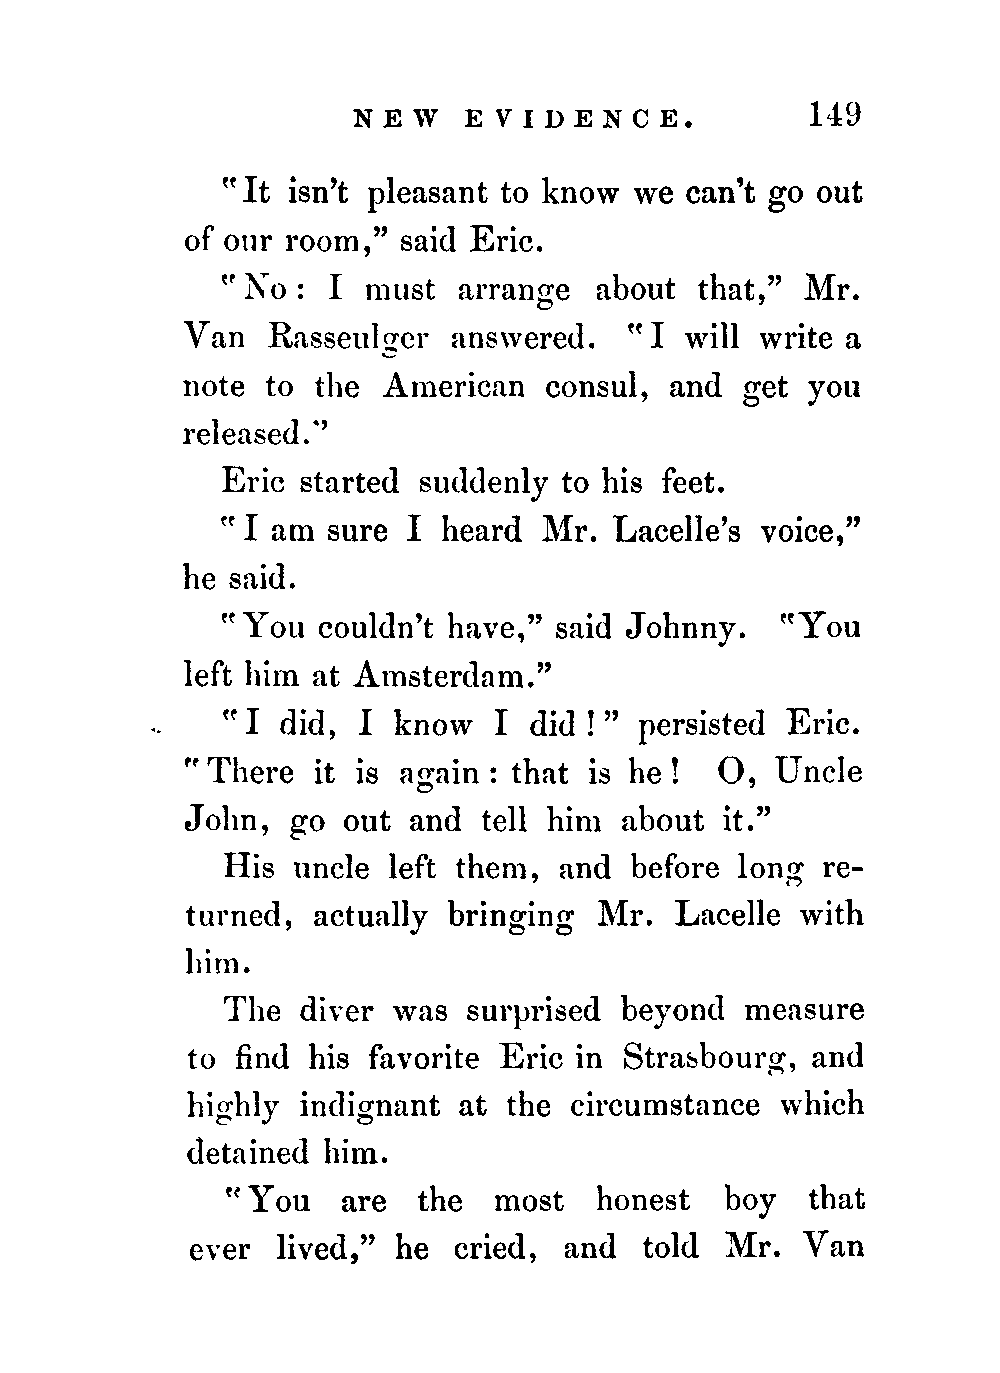 NEW EVIDENCE. 149
"It isn't pleasant to know we can't go out
of our room," said Eric.
"No: I must arrange about that," Mr.
Van Rasseulger answered. "I will write a
note to the American consul, and get you
released."
Eric started suddenly to his feet.
"I am sure I heard Mr. Lacelle's voice,"
he said.
"You couldn't have," said Johnny. "You
left him at Amsterdam."
"I did, I know I did!" persisted Eric.
"There it is again: that is he! O, Uncle
John, go out and tell him about it."
His uncle left them, and before long re-
turned, actually bringing Mr. Lacelle with
him.
The diver was surprised beyond measure
to find his favorite Eric in Strasbourg, and
highly indignant at the circumstance which
detained him.
"You are the most honest boy that
ever lived," he cried, and told Mr. Van